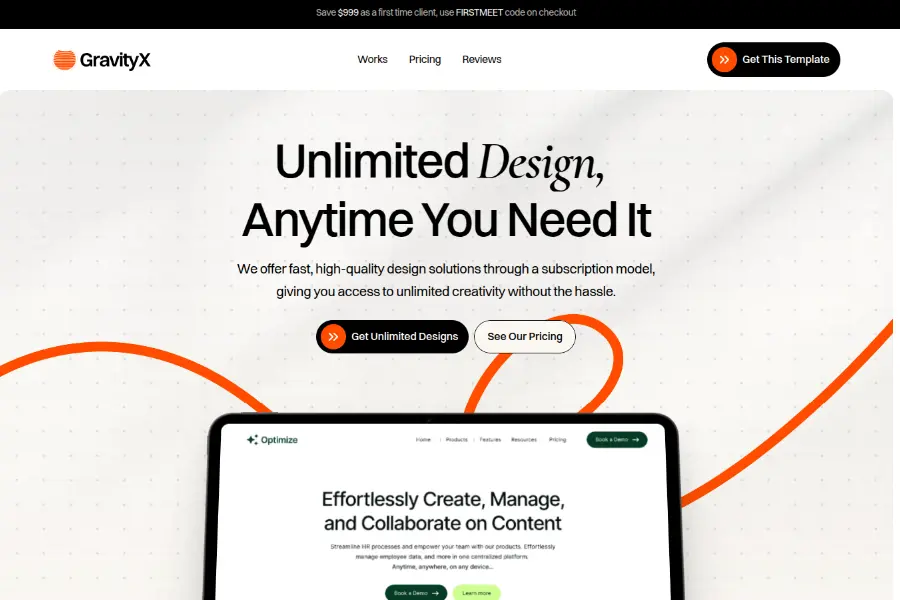 Save $999 as a first time client, use FIRSTMEET code on checkout
GravityX
Works
Pricing
Reviews
Get This Template
Unlimited Design,
Anytime You Need It
We offer fast, high-quality design solutions through a subscription model,
giving you access to unlimited creativity without the hassle.
Get Unlimited Designs
See Our Pricing
Optimize
Home
Products
Features
Resources
Pricing
Book a Demo
Effortlessly Create, Manage,
and Collaborate on Content
Streamline HR processes and empower your team with our products. Effortlessly
manage employee data, and more in one centralized platform.
Anytime, anywhere, on any device...
Book a Demo
Learn more